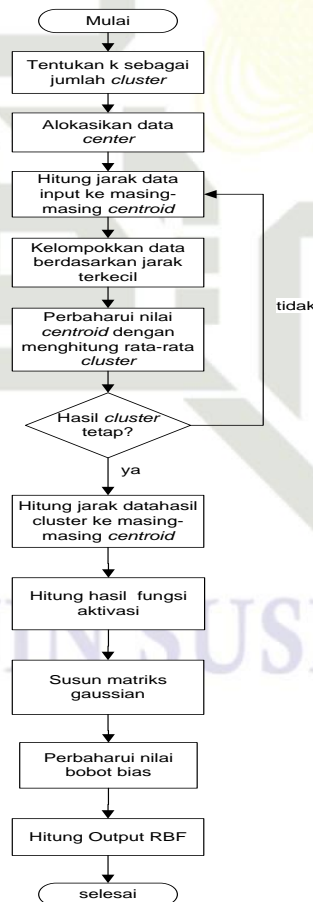 Mulai
Tentukan k sebagai
jumlah cluster
Alokasikan data
center
Hitung jarak data
input ke masing-
masing centroid
Kelompokkan data
berdasarkan jarak
terkecil
Perbaharui nilai
centroid dengan
menghitung rata-rata
cluster
tidak
Hasil cluster
tetap?
ya
Hitung jarak datahasil
cluster ke masing-
masing centroid
Hitung hasil fungsi
aktivasi
Susun matriks
gaussian
Perbaharui nilai
bobot bias
Hitung Output RBF
selesai